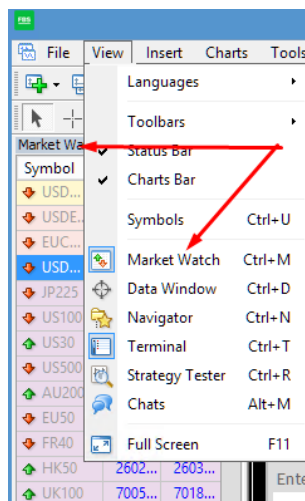 FBS
File View Insert Charts Tools
Languages
Toolbars
Market Wa
Status Bar
Symbol
Charts Bar
USD...
USDE...
Symbols Ctrl+U
EUC...
USD...
Market Watch Ctrl+M
JP225
Data Window Ctrl+D
US100
Navigator Ctrl+N
US30
Terminal Ctrl+T
US500
Strategy Tester Ctrl+R
AU200
Chats Alt+M
EU50
FR40
Full Screen F11
HK50 2602... 2603...
UK100 7005... 7018...
Ente